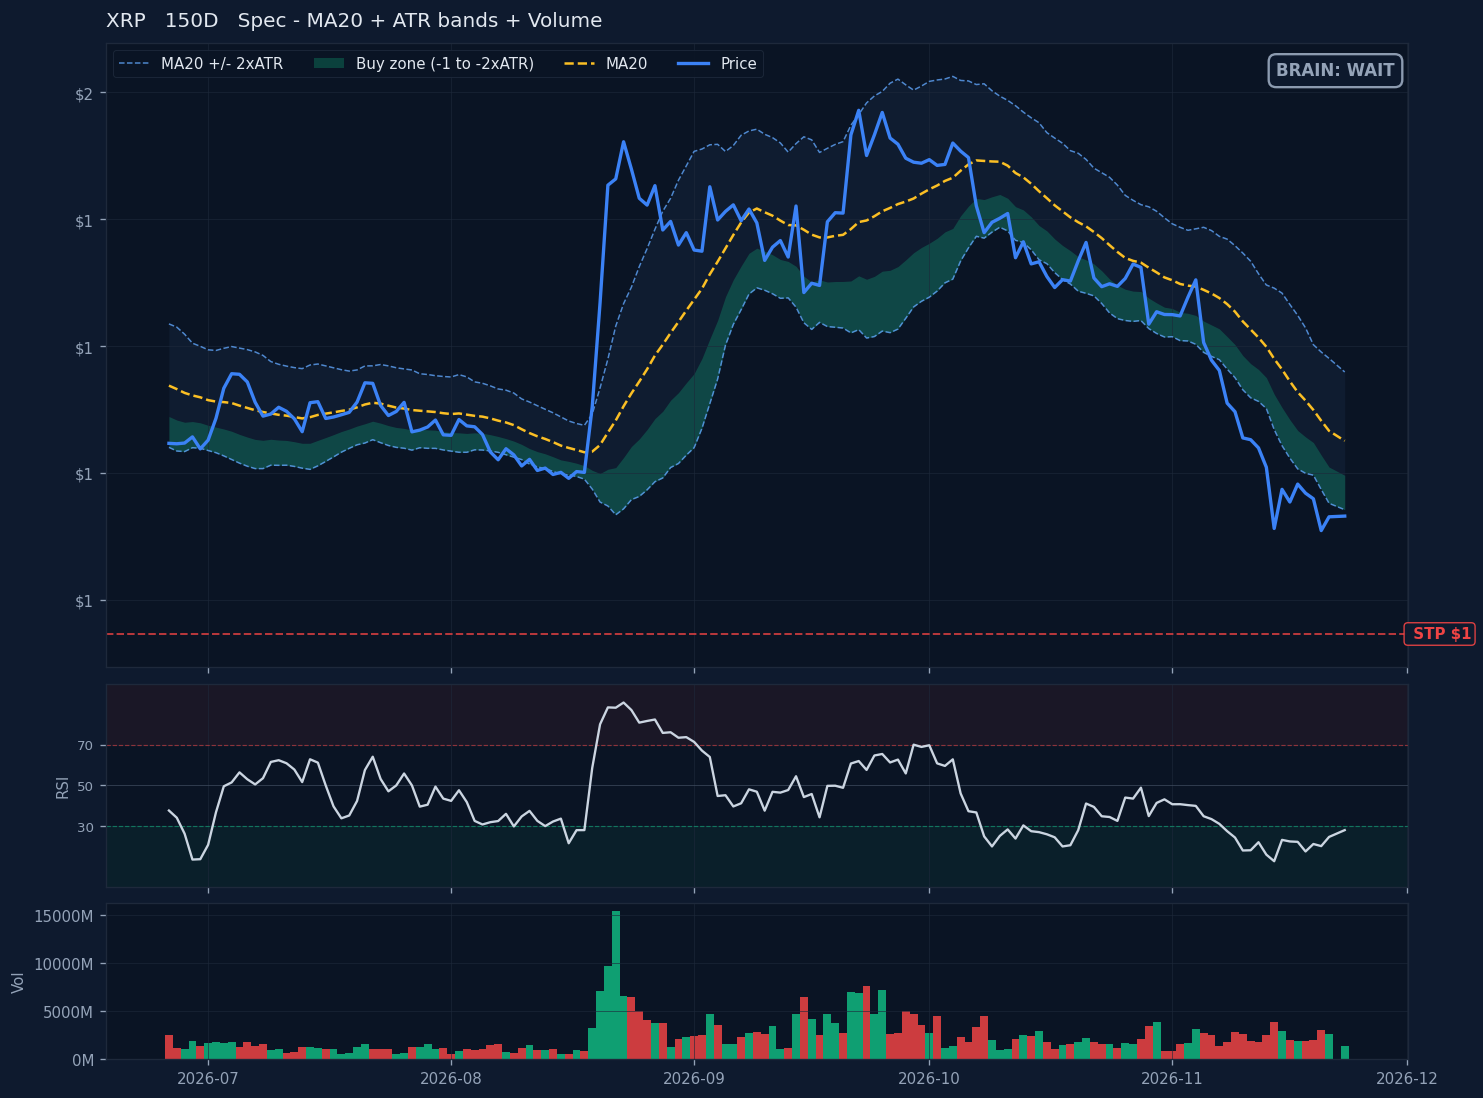 XRP   150D   Spec - MA20 + ATR bands + Volume
MA20 +/- 2xATR
Buy zone (-1 to -2xATR)
MA20
Price
BRAIN: WAIT
$2
$1
$1
$1
$1
STP $1
RSI
70
50
30
Vol
15000M
10000M
5000M
0M
2026-07
2026-08
2026-09
2026-10
2026-11
2026-12